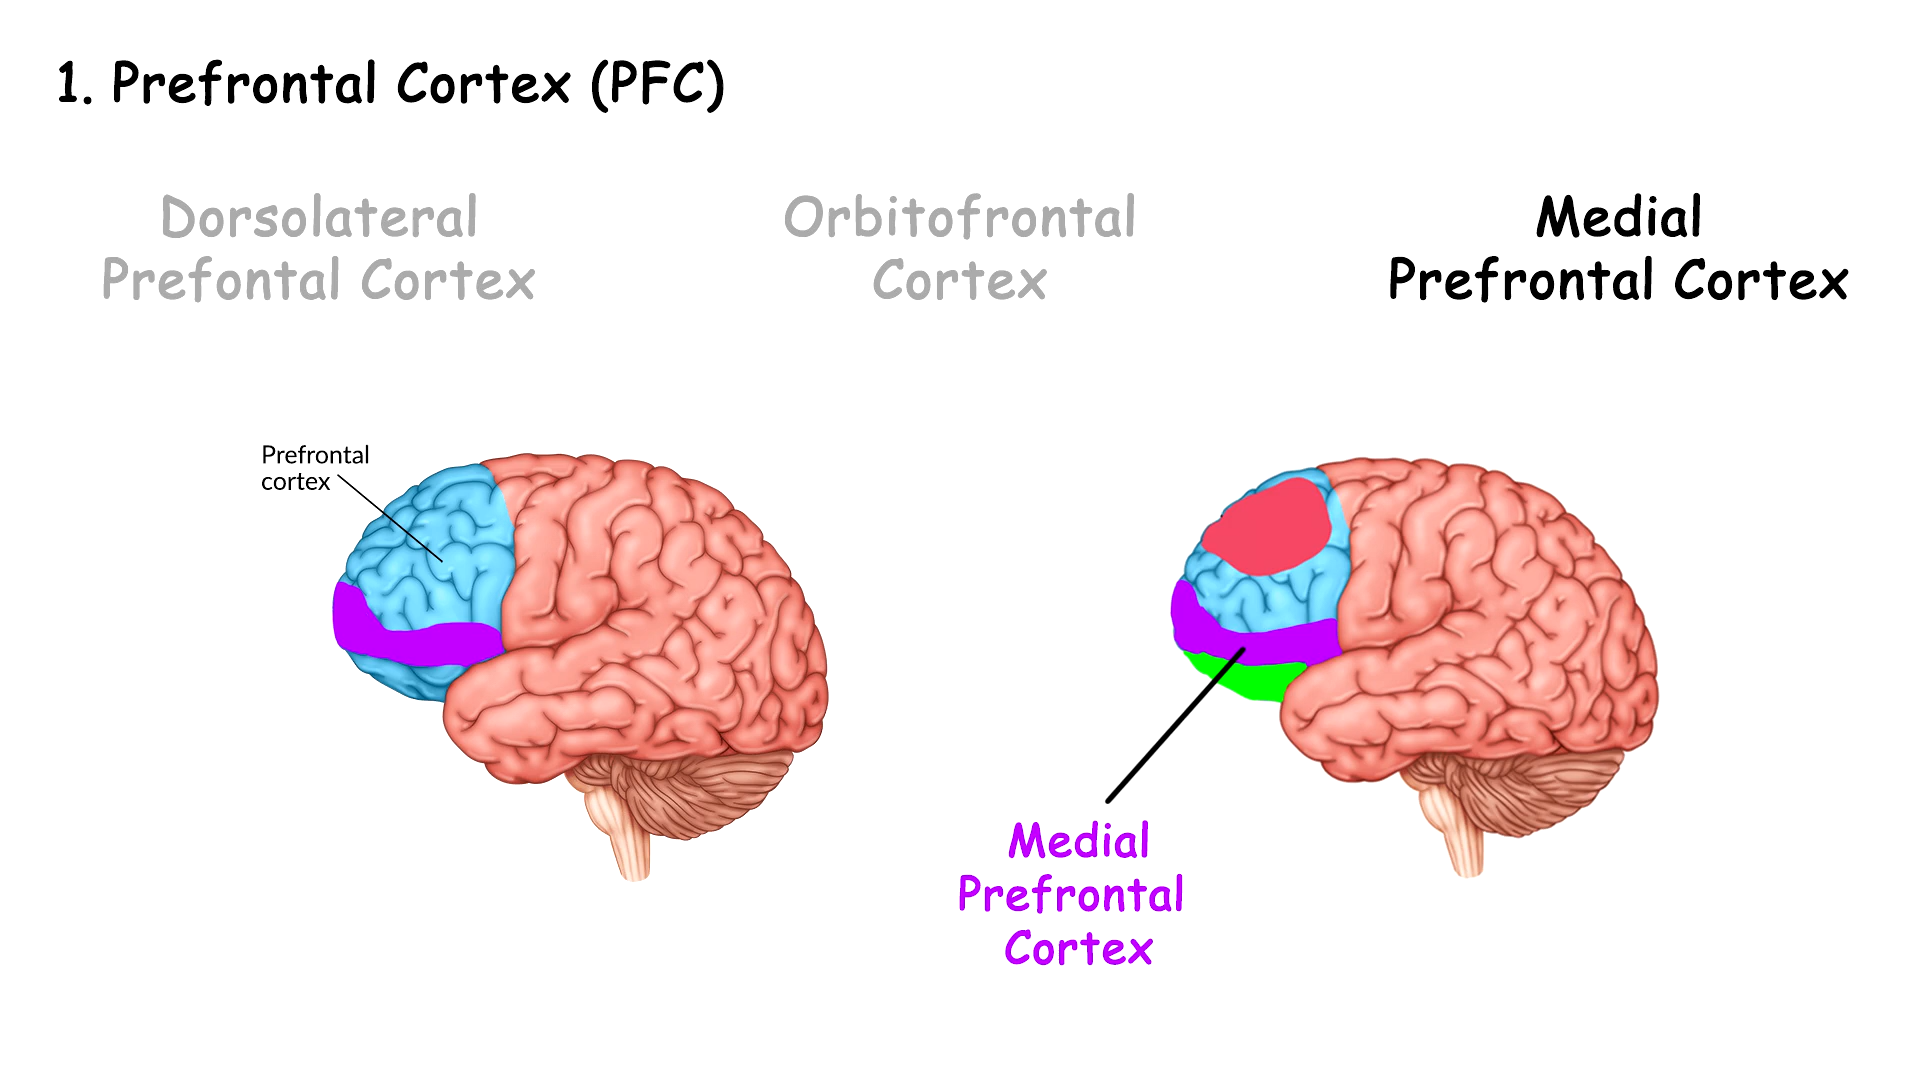 1. Prefrontal Cortex (PFC)
Dorsolateral
Prefontal Cortex
Orbitofrontal
Cortex
Medial
Prefrontal Cortex
Prefrontal
cortex
Medial
Prefrontal
Cortex